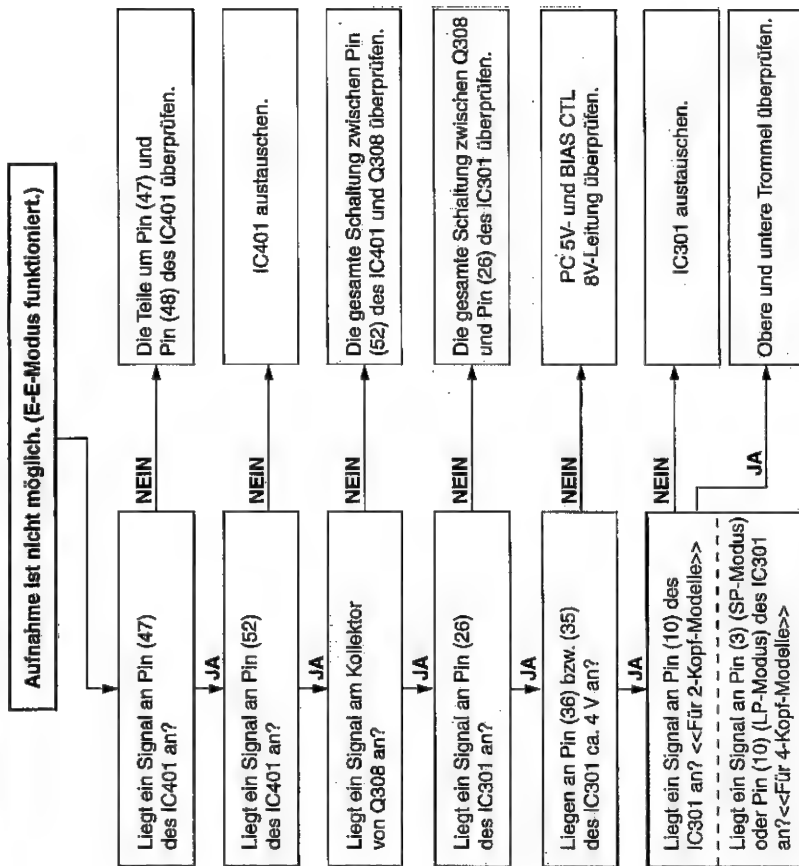 Aufnahme ist nicht möglich. (E-E-Modus funktioniert.)
Liegt ein Signal an Pin (47)
des IC401 an?
NEIN
Die Teile um Pin (47) und
Pin (48) des IC401 überprüfen.
JA
Liegt ein Signal an Pin (52)
des IC401 an?
NEIN
IC401 austauschen.
JA
Liegt ein Signal am Kollektor
von Q308 an?
NEIN
Die gesamte Schaltung zwischen Pin
(52) des IC401 und Q308 überprüfen.
JA
Liegt ein Signal an Pin (26)
des IC301 an?
NEIN
Die gesamte Schaltung zwischen Q308
und Pin (26) des IC301 überprüfen.
JA
Liegen an Pin (36) bzw. (35)
des IC301 ca. 4 V an?
NEIN
PC 5V- und BIAS CTL
8V-Leitung überprüfen.
JA
Liegt ein Signal an Pin (10) des
IC301 an? <<Für 2-Kopf-Modelle>>
Liegt ein Signal an Pin (3) (SP-Modus)
oder Pin (10) (LP-Modus) des IC301
an?<<Für 4-Kopf-Modelle>>
NEIN
IC301 austauschen.
JA
Obere und untere Trommel überprüfen.